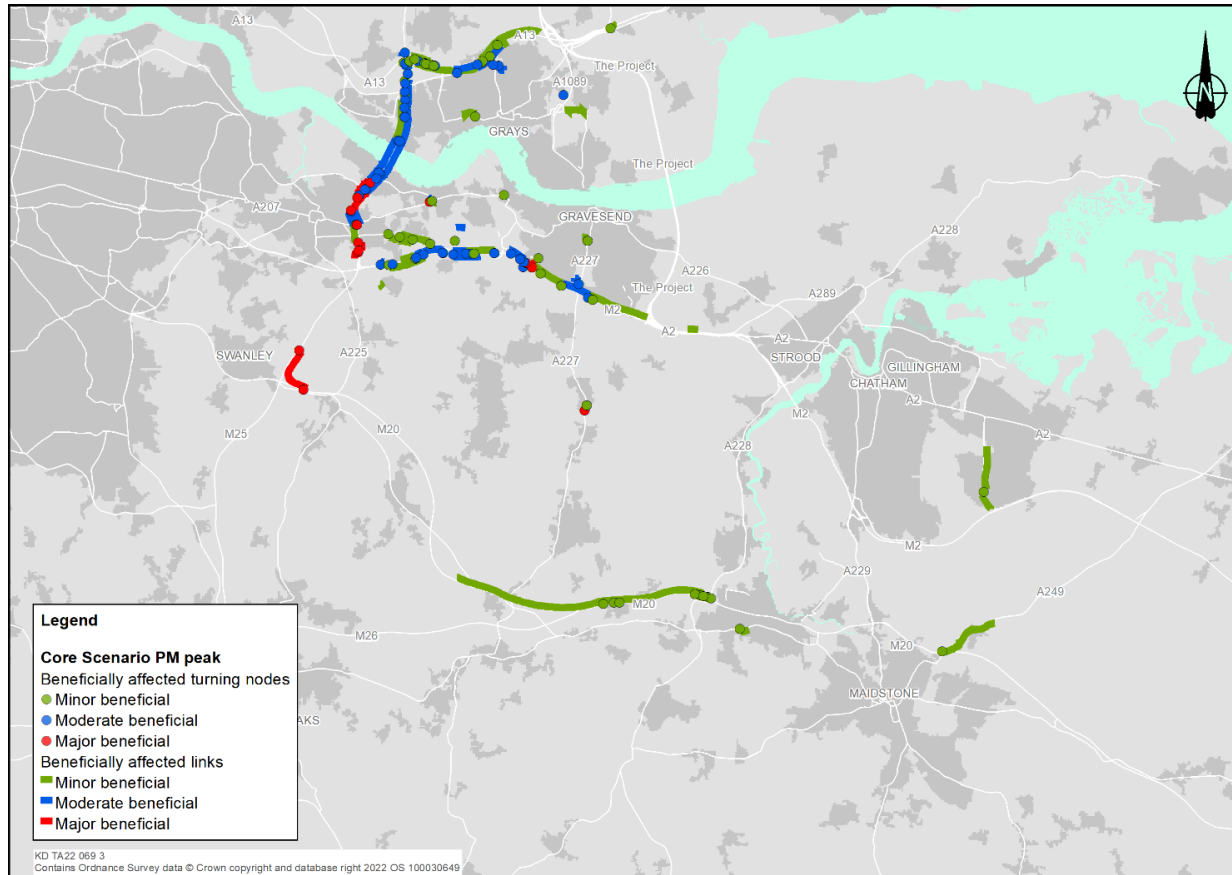 A13
A13
The Project
A13
A1089
GRAYS
The Project
A207
GRAVESEND
A228
A227
A226
The Project
A289
M2
A2
A2
SWANLEY
A225
STROOD
GILLINGHAM
A227
CHATHAM
A2
M25
M20
M2
A2
A228
M2
A229
A249
M20
M26
M20
MAIDSTONE
AKS
Legend
Core Scenario PM peak
Beneficially affected turning nodes
Minor beneficial
Moderate beneficial
Major beneficial
Beneficially affected links
Minor beneficial
Moderate beneficial
Major beneficial
N
KD TA22 069 3
Contains Ordnance Survey data © Crown copyright and database right 2022 OS 100030649